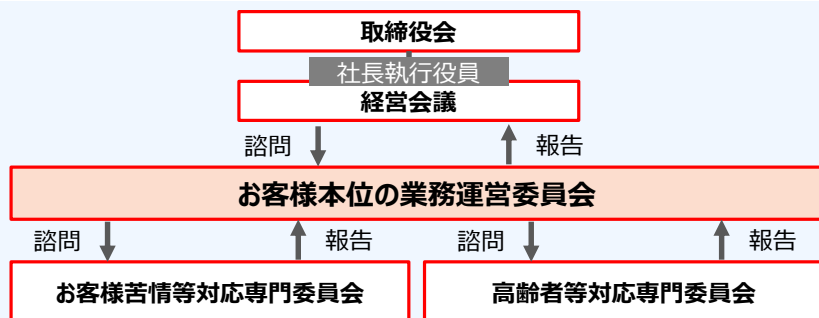 取締役会
社長執行役員
経営会議
諮問 報告
お客様本位の業務運営委員会
諮問 報告 諮問 報告
お客様苦情等対応専門委員会 高齢者等対応専門委員会